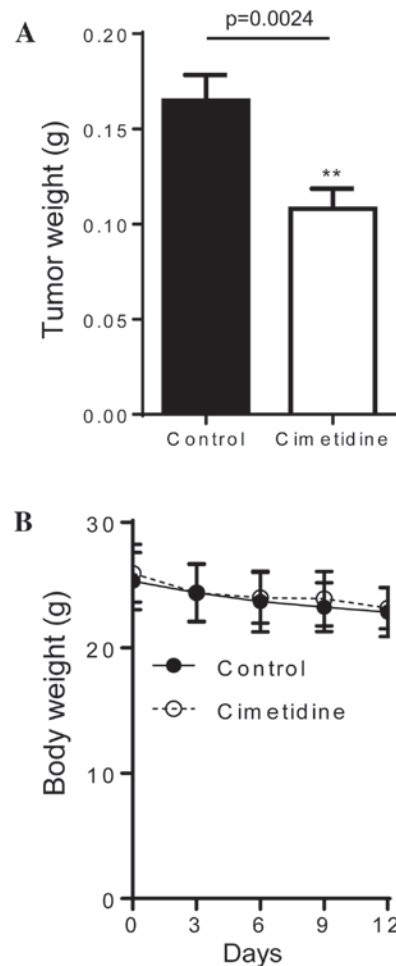 A
p=0.0024
Tumor weight (g)
0.20
0.15
0.10
0.05
0.00
**
Control
Cimetidine
B
Body weight (g)
30
20
10
0
Control
Cimetidine
0 3 6 9 12
Days